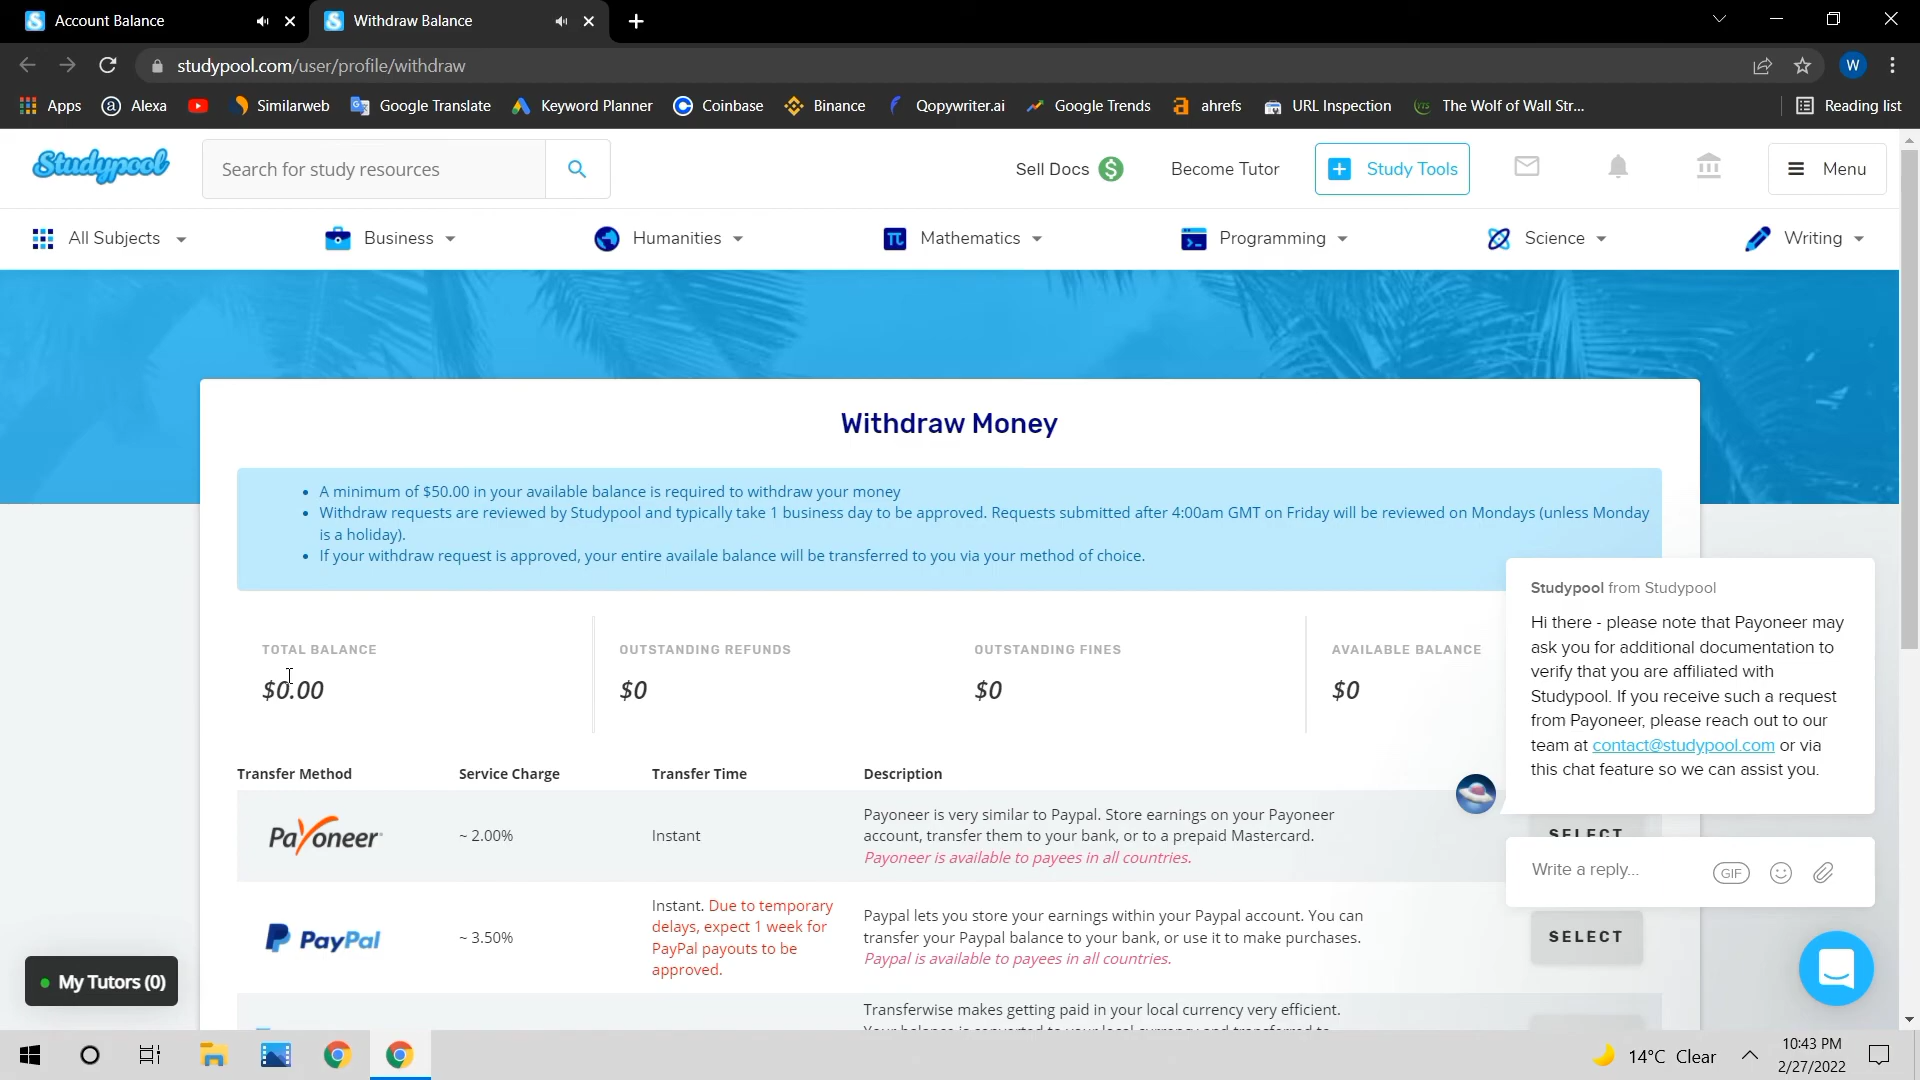 Account Balance
Withdraw Balance
studypool.com/user/profile/withdraw
W
Apps
Alexa
Similarweb
Google Translate
Keyword Planner
Coinbase
Binance
Qopywriter.ai
Google Trends
ahrefs
URL Inspection
The Wolf of Wall Str...
Reading list
Studypool
Search for study resources
Sell Docs $
Become Tutor
Study Tools
Menu
All Subjects
Business
Humanities
Mathematics
Programming
Science
Writing
Withdraw Money
• A minimum of $50.00 in your available balance is required to withdraw your money
• Withdraw requests are reviewed by Studypool and typically take 1 business day to be approved. Requests submitted after 4:00am GMT on Friday will be reviewed on Mondays (unless Monday
is a holiday).
• If your withdraw request is approved, your entire availale balance will be transferred to you via your method of choice.
TOTAL BALANCE
$0.00
OUTSTANDING REFUNDS
$0
OUTSTANDING FINES
$0
AVAILABLE BALANCE
$0
Studypool from Studypool
Hi there - please note that Payoneer may
ask you for additional documentation to
verify that you are affiliated with
Studypool. If you receive such a request
from Payoneer, please reach out to our
team at contact@studypool.com or via
this chat feature so we can assist you.
Write a reply...
GIF
Transfer Method
Service Charge
Transfer Time
Description
Payoneer
~ 2.00%
Instant
Payoneer is very similar to Paypal. Store earnings on your Payoneer
account, transfer them to your bank, or to a prepaid Mastercard.
Payoneer is available to payees in all countries.
SELECT
PayPal
~ 3.50%
Instant. Due to temporary
delays, expect 1 week for
PayPal payouts to be
approved.
Paypal lets you store your earnings within your Paypal account. You can
transfer your Paypal balance to your bank, or use it to make purchases.
Paypal is available to payees in all countries.
SELECT
Transferwise makes getting paid in your local currency very efficient.
My Tutors (0)
14°C Clear
10:43 PM
2/27/2022